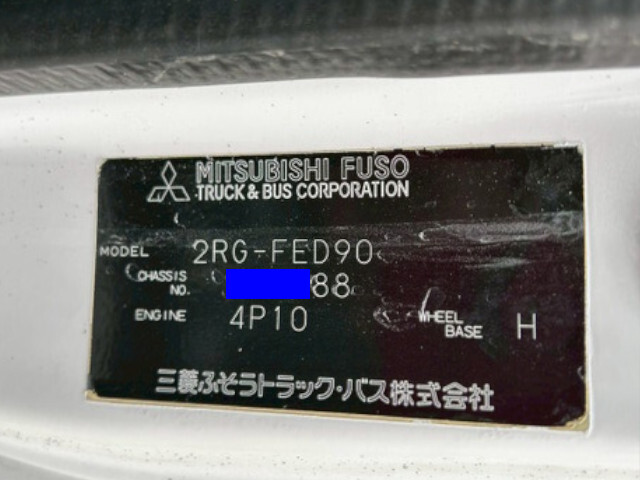 MITSUBISHI FUSO
TRUCK & BUS CORPORATION
MODEL 2RG-FED90
CHASSIS NO. 88
ENGINE 4P10 WHEEL BASE H
三菱ふそうトラック・バス株式会社